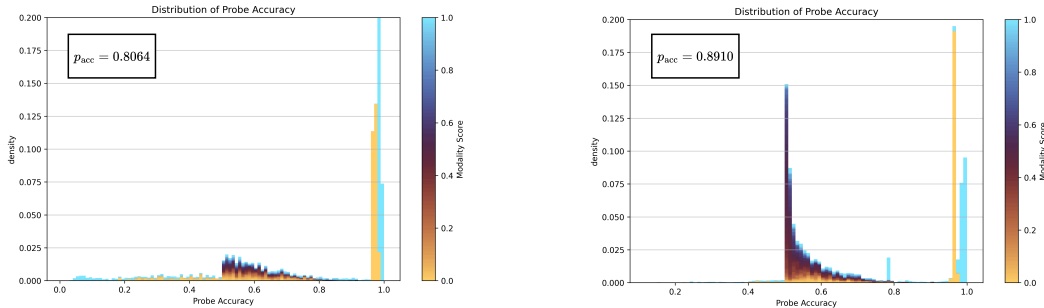 Distribution of Probe Accuracy
p_acc = 0.8064
density
0.200
0.175
0.150
0.125
0.100
0.075
0.050
0.025
0.000
0.0 0.2 0.4 0.6 0.8 1.0
Probe Accuracy
1.0
0.8
0.6
0.4
0.2
0.0
Modality Score
Distribution of Probe Accuracy
p_acc = 0.8910
density
0.200
0.175
0.150
0.125
0.100
0.075
0.050
0.025
0.000
0.2 0.4 0.6 0.8 1.0
Probe Accuracy
1.0
0.8
0.6
0.4
0.2
0.0
Modality Score